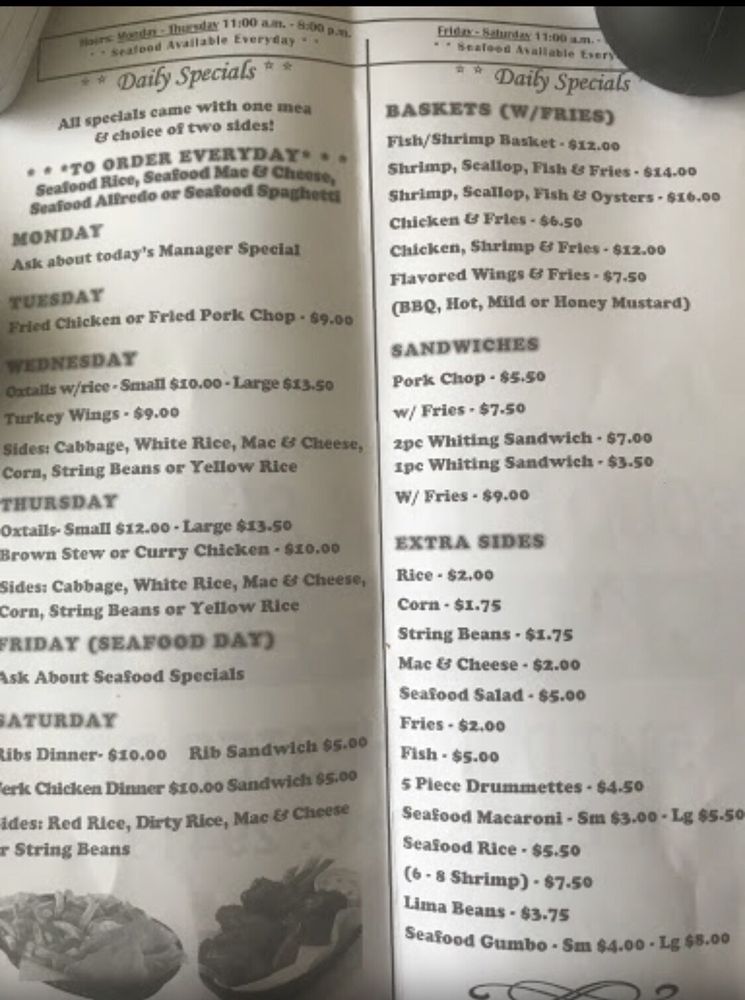 Hours: Monday - Thursday 11:00 a.m. - 8:00 p.m.
· · Seafood Available Everyday · ·
* * Daily Specials * *
All specials came with one mea
& choice of two sides!
* * *TO ORDER EVERYDAY* * *
Seafood Rice, Seafood Mac & Cheese,
Seafood Alfredo or Seafood Spaghetti
MONDAY
Ask about today's Manager Special
TUESDAY
Fried Chicken or Fried Pork Chop - $9.00
WEDNESDAY
Oxtails w/rice - Small $10.00 - Large $13.50
Turkey Wings - $9.00
Sides: Cabbage, White Rice, Mac & Cheese,
Corn, String Beans or Yellow Rice
THURSDAY
Oxtails- Small $12.00 - Large $13.50
Brown Stew or Curry Chicken - $10.00
Sides: Cabbage, White Rice, Mac & Cheese,
Corn, String Beans or Yellow Rice
FRIDAY (SEAFOOD DAY)
Ask About Seafood Specials
SATURDAY
Ribs Dinner- $10.00 Rib Sandwich $5.00
erk Chicken Dinner $10.00 Sandwich $5.00
ides: Red Rice, Dirty Rice, Mac & Cheese
r String Beans
Friday - Saturday 11:00 a.m. -
· · Seafood Available Every
* * Daily Specials
BASKETS (W/FRIES)
Fish/Shrimp Basket - $12.00
Shrimp, Scallop, Fish & Fries - $14.00
Shrimp, Scallop, Fish & Oysters - $16.00
Chicken & Fries - $6.50
Chicken, Shrimp & Fries - $12.00
Flavored Wings & Fries - $7.50
(BBQ, Hot, Mild or Honey Mustard)
SANDWICHES
Pork Chop - $5.50
w/ Fries - $7.50
2pc Whiting Sandwich - $7.00
1pc Whiting Sandwich - $3.50
W/ Fries - $9.00
EXTRA SIDES
Rice - $2.00
Corn - $1.75
String Beans - $1.75
Mac & Cheese - $2.00
Seafood Salad - $5.00
Fries - $2.00
Fish - $5.00
5 Piece Drummettes - $4.50
Seafood Macaroni - Sm $3.00 - Lg $5.50
Seafood Rice - $5.50
(6 - 8 Shrimp) - $7.50
Lima Beans - $3.75
Seafood Gumbo - Sm $4.00 - Lg $8.00